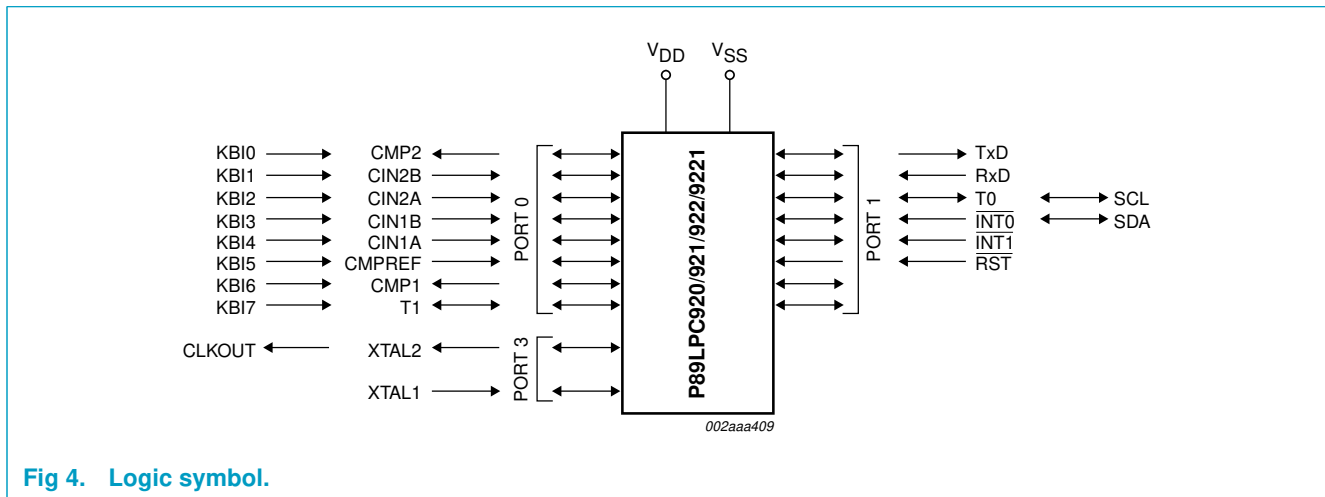 VDD VSS
KBI0 CMP2 TxD
KBI1 CIN2B RxD
KBI2 CIN2A T0 SCL
KBI3 CIN1B INT0 SDA
KBI4 CIN1A INT1
KBI5 CMPREF RST
KBI6 CMP1
KBI7 T1
PORT 0
P89LPC920/921/922/9221
PORT 1
CLKOUT XTAL2
XTAL1
PORT 3
002aaa409
Fig 4. Logic symbol.